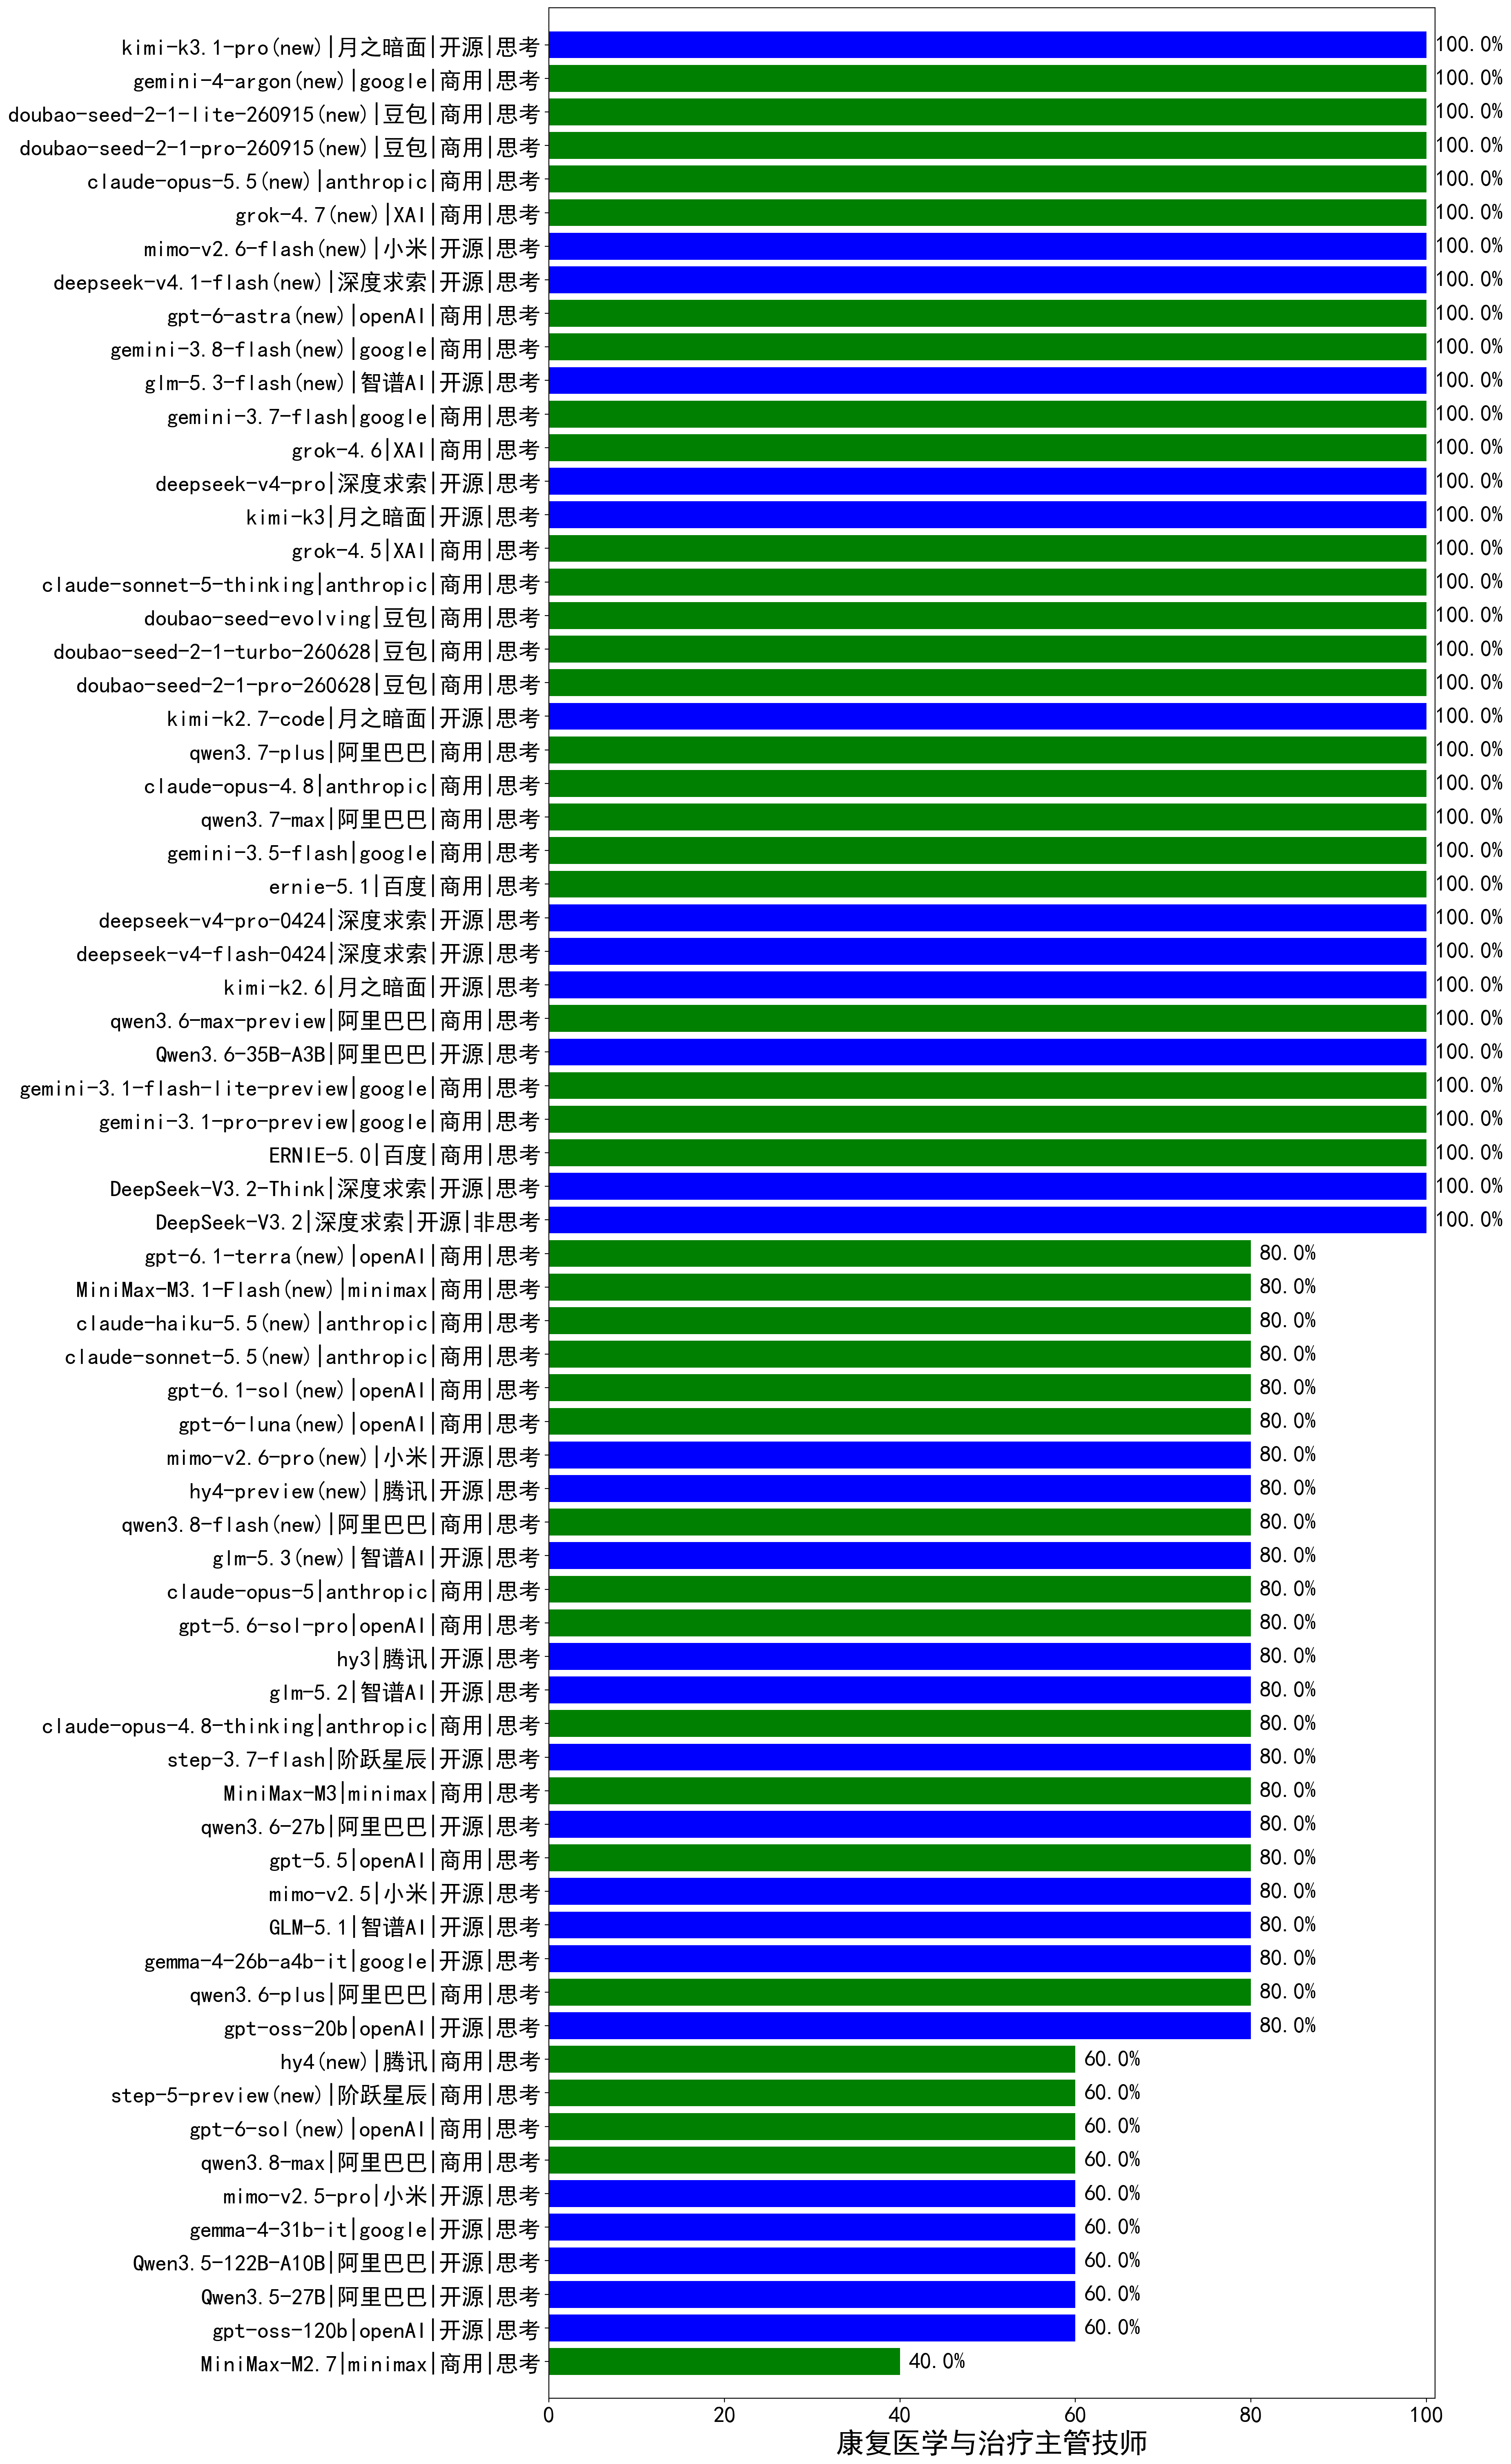 kimi-k3.1-pro(new)|月之暗面|开源|思考 100.0%
gemini-4-argon(new)|google|商用|思考 100.0%
doubao-seed-2-1-lite-260915(new)|豆包|商用|思考 100.0%
doubao-seed-2-1-pro-260915(new)|豆包|商用|思考 100.0%
claude-opus-5.5(new)|anthropic|商用|思考 100.0%
grok-4.7(new)|XAI|商用|思考 100.0%
mimo-v2.6-flash(new)|小米|开源|思考 100.0%
deepseek-v4.1-flash(new)|深度求索|开源|思考 100.0%
gpt-6-astra(new)|openAI|商用|思考 100.0%
gemini-3.8-flash(new)|google|商用|思考 100.0%
glm-5.3-flash(new)|智谱AI|开源|思考 100.0%
gemini-3.7-flash|google|商用|思考 100.0%
grok-4.6|XAI|商用|思考 100.0%
deepseek-v4-pro|深度求索|开源|思考 100.0%
kimi-k3|月之暗面|开源|思考 100.0%
grok-4.5|XAI|商用|思考 100.0%
claude-sonnet-5-thinking|anthropic|商用|思考 100.0%
doubao-seed-evolving|豆包|商用|思考 100.0%
doubao-seed-2-1-turbo-260628|豆包|商用|思考 100.0%
doubao-seed-2-1-pro-260628|豆包|商用|思考 100.0%
kimi-k2.7-code|月之暗面|开源|思考 100.0%
qwen3.7-plus|阿里巴巴|商用|思考 100.0%
claude-opus-4.8|anthropic|商用|思考 100.0%
qwen3.7-max|阿里巴巴|商用|思考 100.0%
gemini-3.5-flash|google|商用|思考 100.0%
ernie-5.1|百度|商用|思考 100.0%
deepseek-v4-pro-0424|深度求索|开源|思考 100.0%
deepseek-v4-flash-0424|深度求索|开源|思考 100.0%
kimi-k2.6|月之暗面|开源|思考 100.0%
qwen3.6-max-preview|阿里巴巴|商用|思考 100.0%
Qwen3.6-35B-A3B|阿里巴巴|开源|思考 100.0%
gemini-3.1-flash-lite-preview|google|商用|思考 100.0%
gemini-3.1-pro-preview|google|商用|思考 100.0%
ERNIE-5.0|百度|商用|思考 100.0%
DeepSeek-V3.2-Think|深度求索|开源|思考 100.0%
DeepSeek-V3.2|深度求索|开源|非思考 100.0%
gpt-6.1-terra(new)|openAI|商用|思考 80.0%
MiniMax-M3.1-Flash(new)|minimax|商用|思考 80.0%
claude-haiku-5.5(new)|anthropic|商用|思考 80.0%
claude-sonnet-5.5(new)|anthropic|商用|思考 80.0%
gpt-6.1-sol(new)|openAI|商用|思考 80.0%
gpt-6-luna(new)|openAI|商用|思考 80.0%
mimo-v2.6-pro(new)|小米|开源|思考 80.0%
hy4-preview(new)|腾讯|开源|思考 80.0%
qwen3.8-flash(new)|阿里巴巴|商用|思考 80.0%
glm-5.3(new)|智谱AI|开源|思考 80.0%
claude-opus-5|anthropic|商用|思考 80.0%
gpt-5.6-sol-pro|openAI|商用|思考 80.0%
hy3|腾讯|开源|思考 80.0%
glm-5.2|智谱AI|开源|思考 80.0%
claude-opus-4.8-thinking|anthropic|商用|思考 80.0%
step-3.7-flash|阶跃星辰|开源|思考 80.0%
MiniMax-M3|minimax|商用|思考 80.0%
qwen3.6-27b|阿里巴巴|开源|思考 80.0%
gpt-5.5|openAI|商用|思考 80.0%
mimo-v2.5|小米|开源|思考 80.0%
GLM-5.1|智谱AI|开源|思考 80.0%
gemma-4-26b-a4b-it|google|开源|思考 80.0%
qwen3.6-plus|阿里巴巴|商用|思考 80.0%
gpt-oss-20b|openAI|开源|思考 80.0%
hy4(new)|腾讯|商用|思考 60.0%
step-5-preview(new)|阶跃星辰|商用|思考 60.0%
gpt-6-sol(new)|openAI|商用|思考 60.0%
qwen3.8-max|阿里巴巴|商用|思考 60.0%
mimo-v2.5-pro|小米|开源|思考 60.0%
gemma-4-31b-it|google|开源|思考 60.0%
Qwen3.5-122B-A10B|阿里巴巴|开源|思考 60.0%
Qwen3.5-27B|阿里巴巴|开源|思考 60.0%
gpt-oss-120b|openAI|开源|思考 60.0%
MiniMax-M2.7|minimax|商用|思考 40.0%
0 20 40 60 80 100
康复医学与治疗主管技师